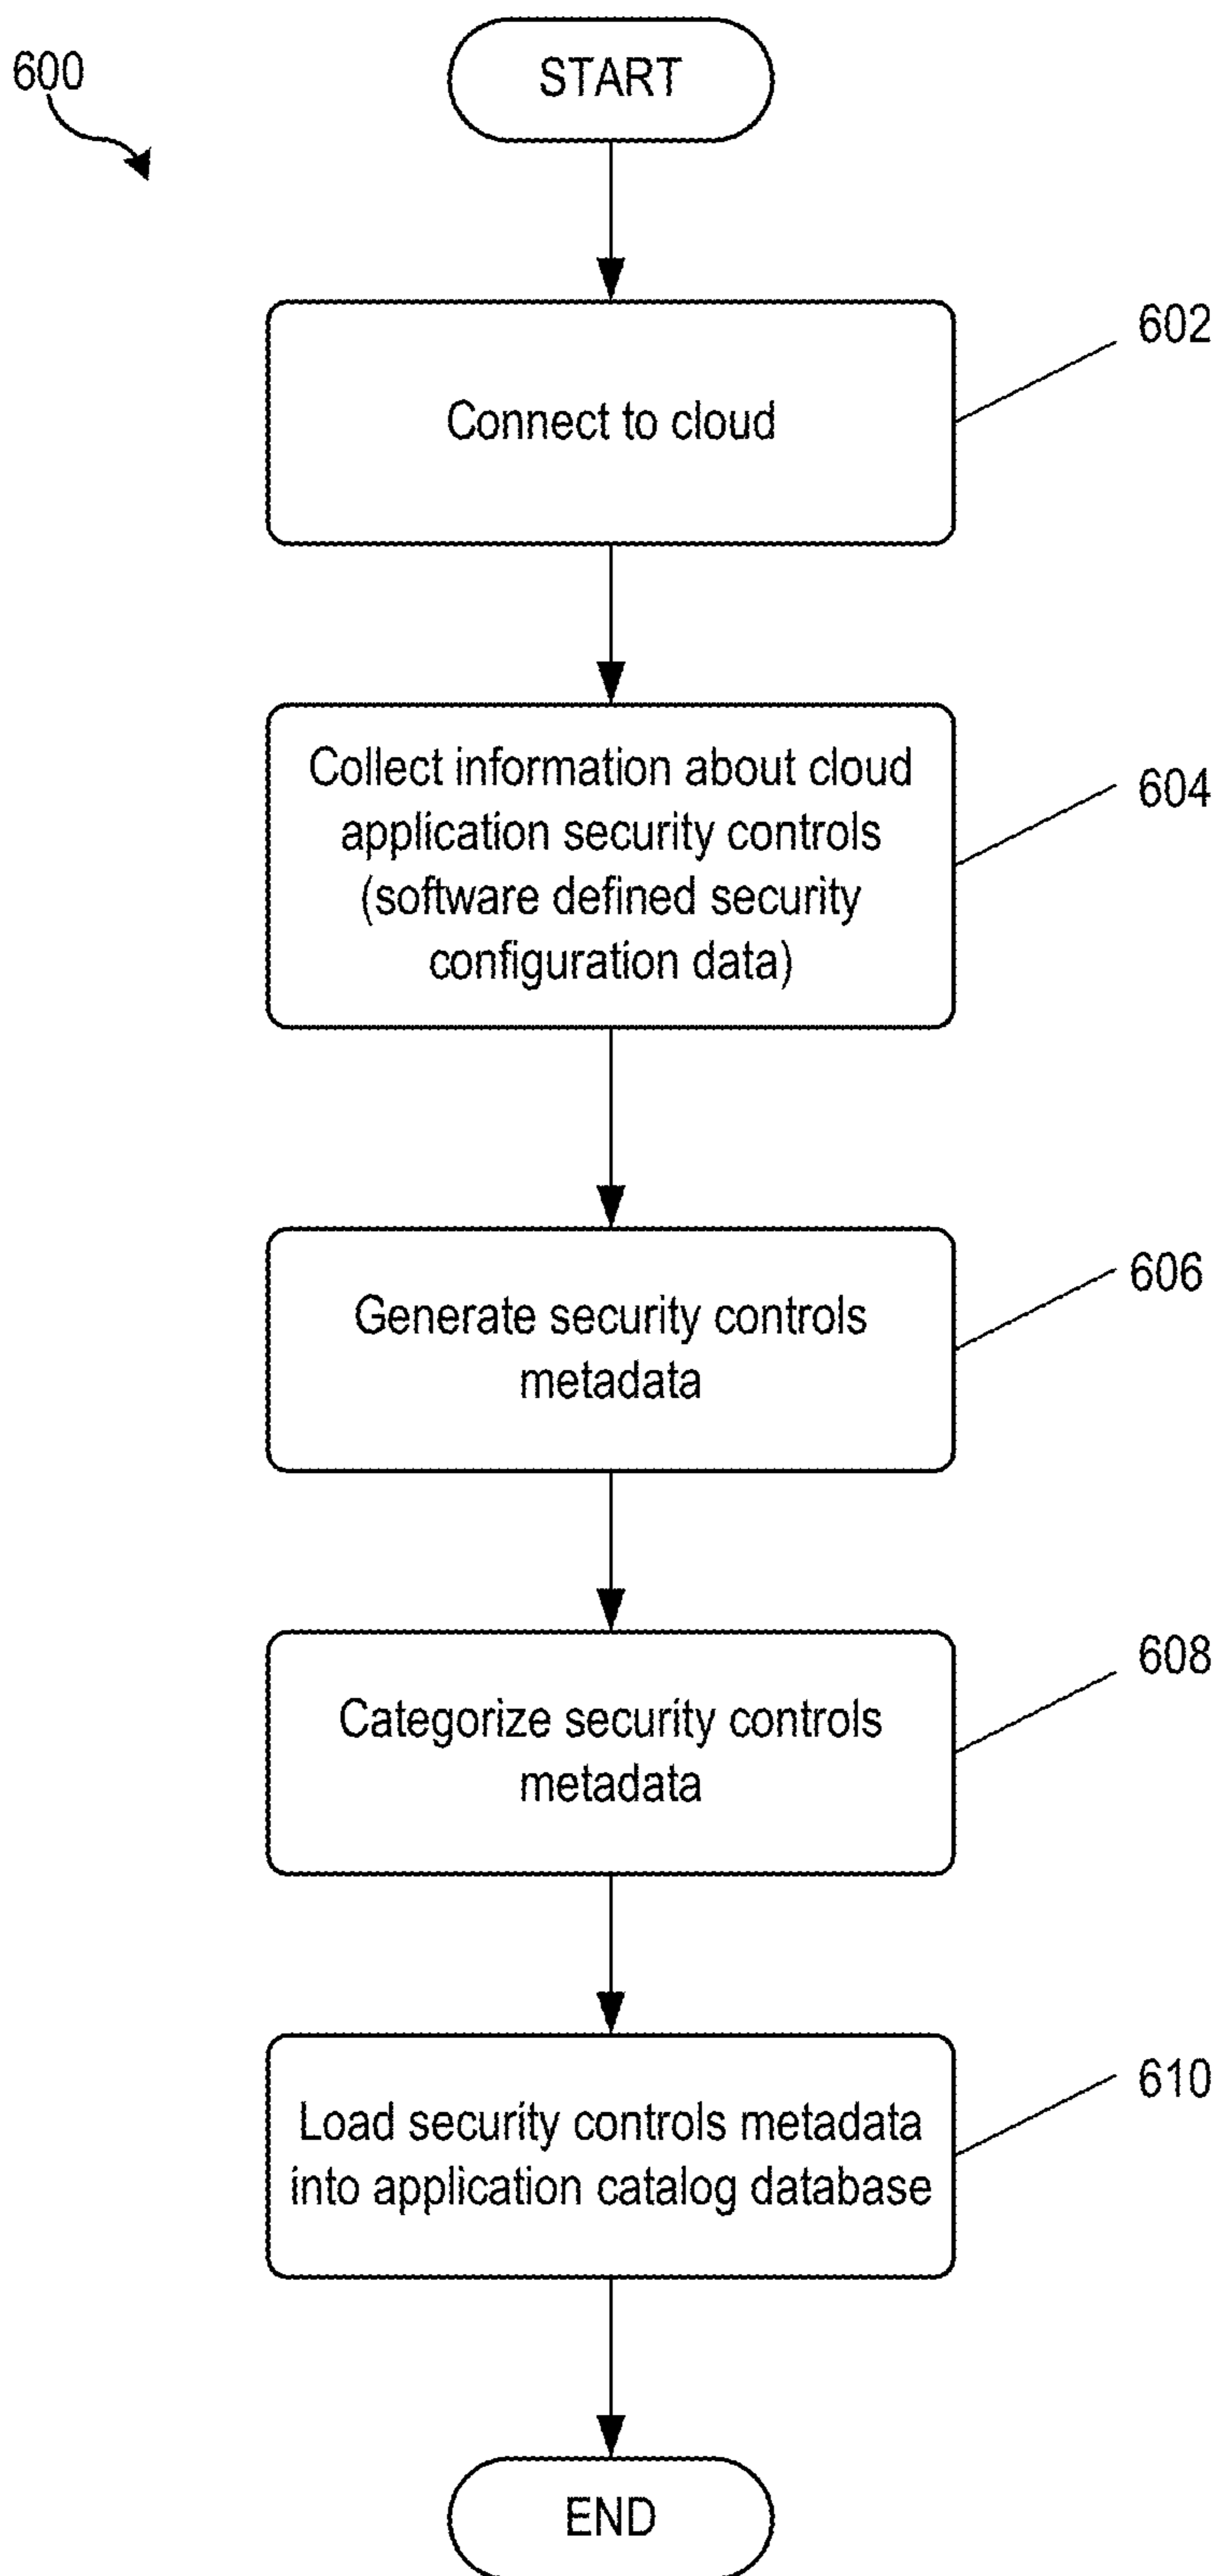 600
START
602
Connect to cloud
604
Collect information about cloud
application security controls
(software defined security
configuration data)
606
Generate security controls
metadata
608
Categorize security controls
metadata
610
Load security controls metadata
into application catalog database
END